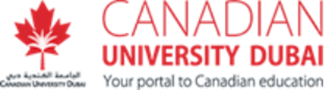 الجامعة الكندية دبي
CANADIAN UNIVERSITY DUBAI
CANADIAN
UNIVERSITY DUBAI
Your portal to Canadian education